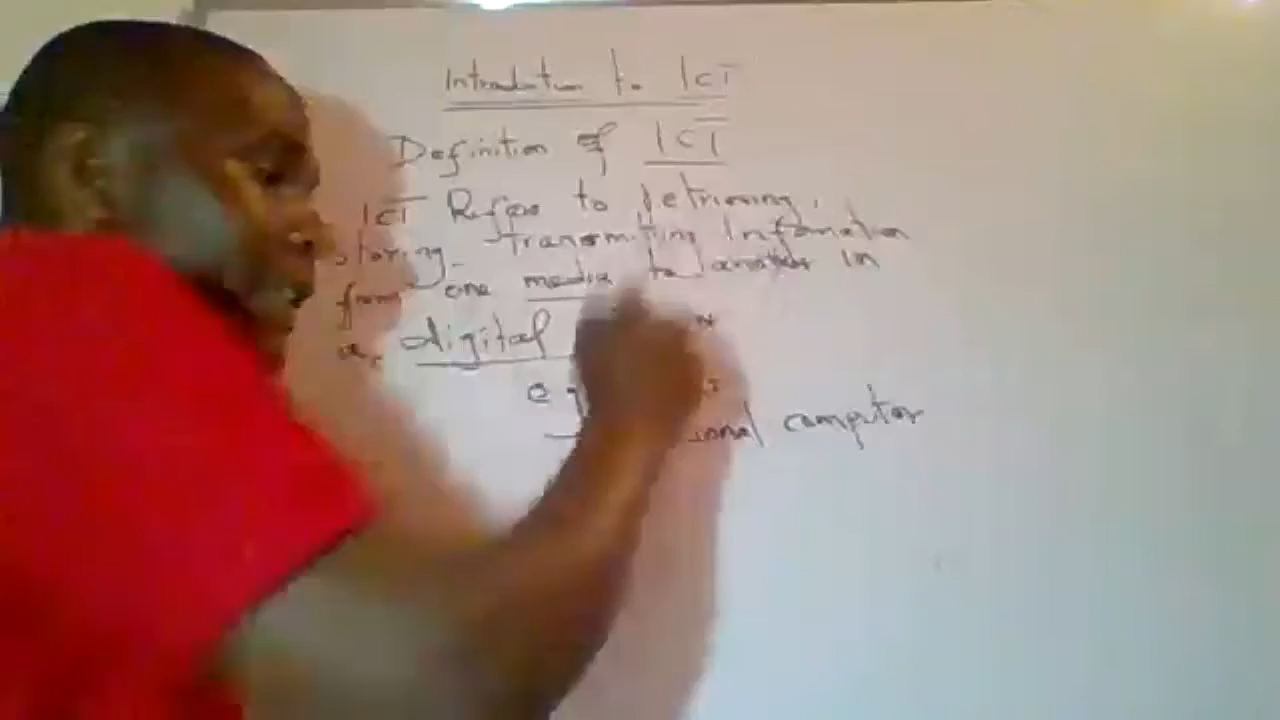 Introduction to ICT
Definition of ICT
ICT Refers to retrieving,
storing, transmitting Information
from one media to another in
a digital
computer